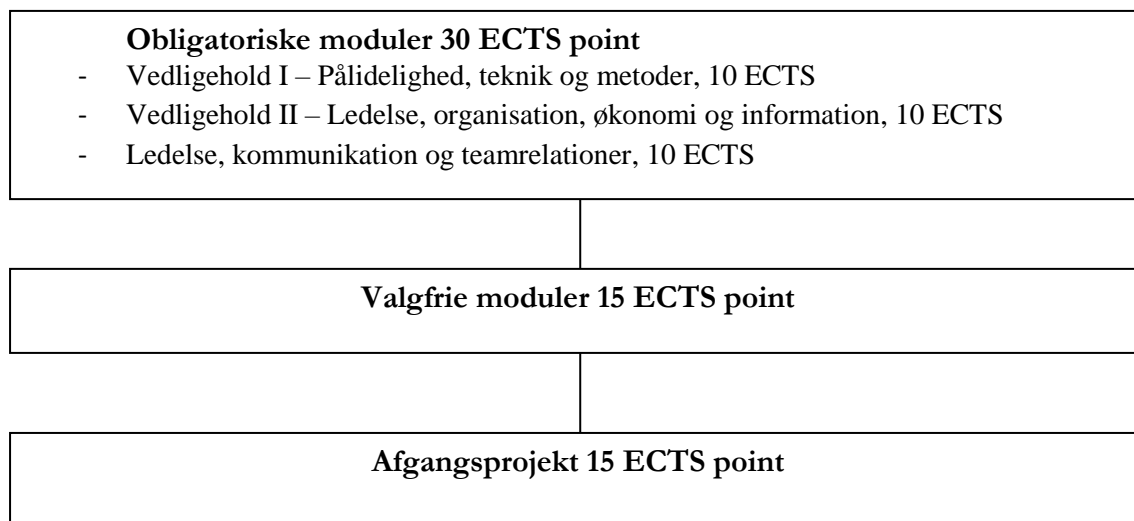 Obligatoriske moduler 30 ECTS point
- Vedligehold I – Pålidelighed, teknik og metoder, 10 ECTS
- Vedligehold II – Ledelse, organisation, økonomi og information, 10 ECTS
- Ledelse, kommunikation og teamrelationer, 10 ECTS
Valgfrie moduler 15 ECTS point
Afgangsprojekt 15 ECTS point